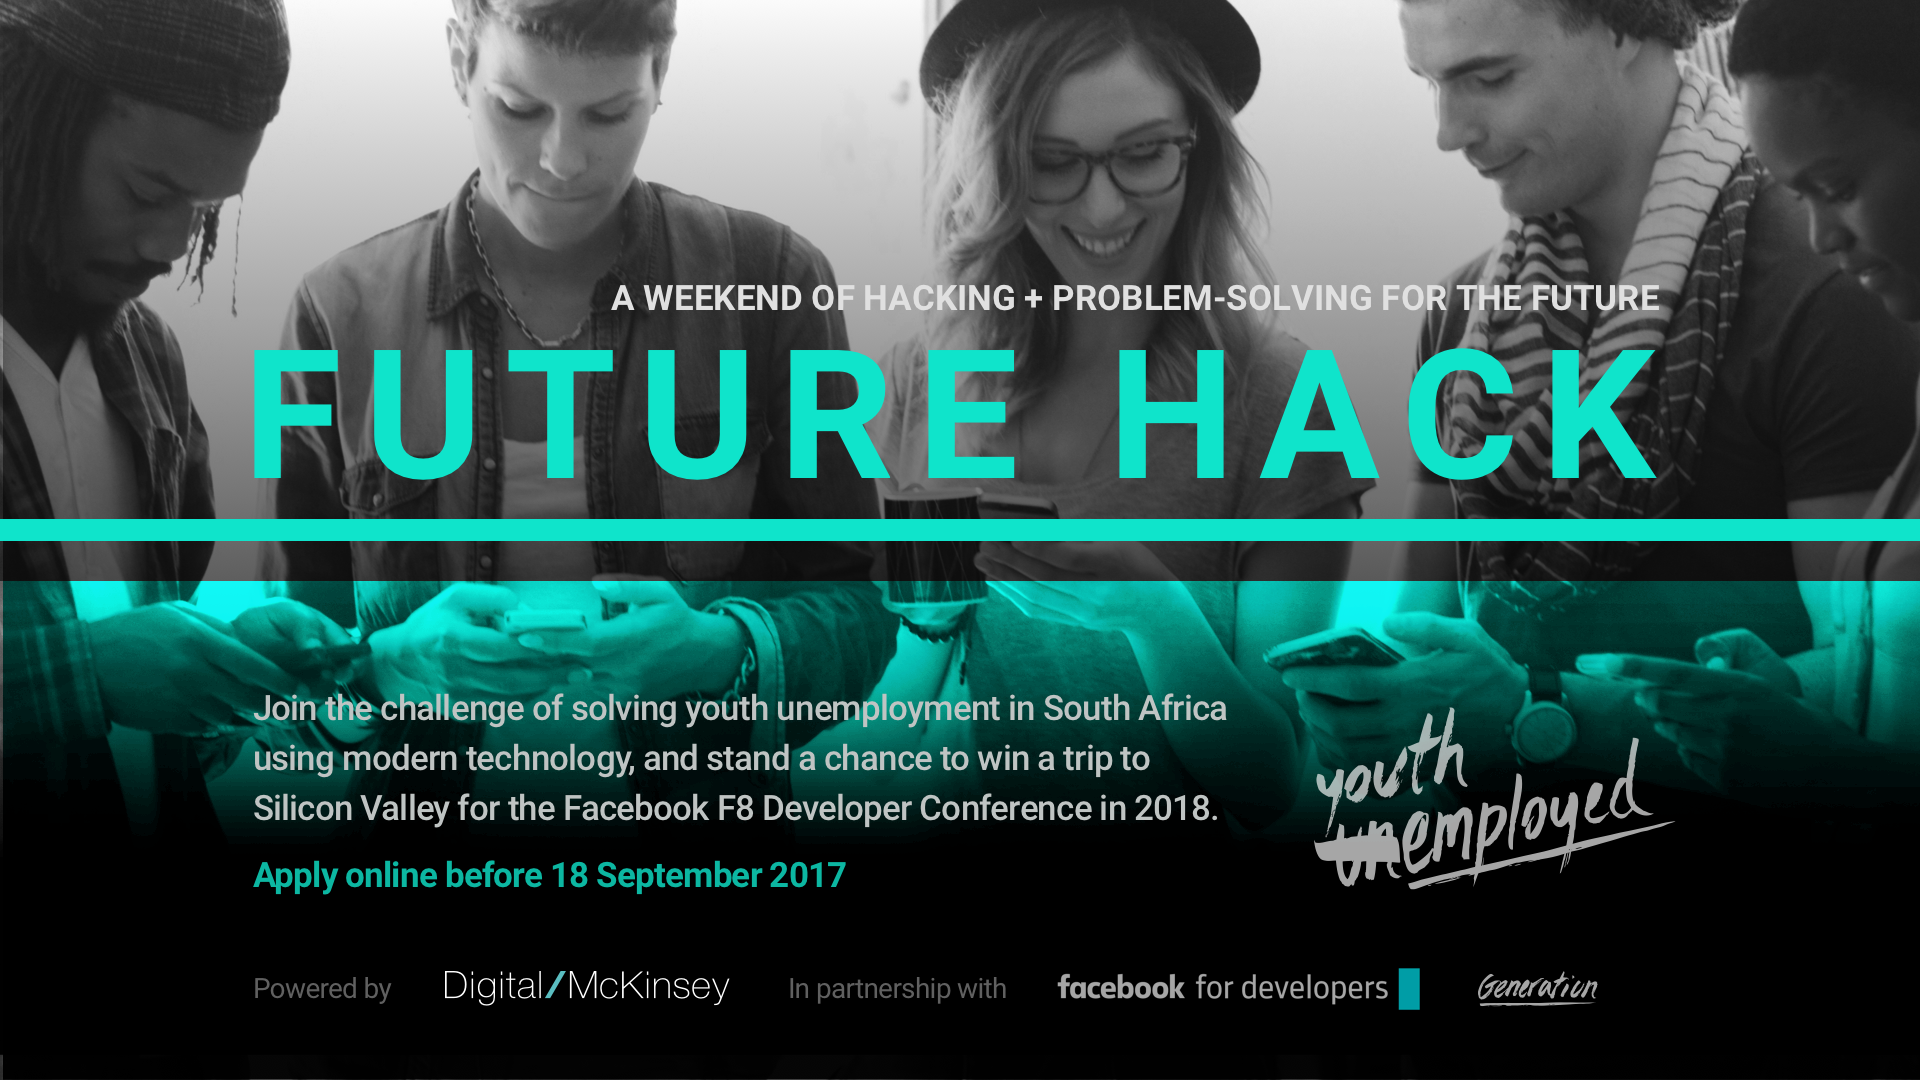 A WEEKEND OF HACKING + PROBLEM-SOLVING FOR THE FUTURE
FUTURE HACK
Join the challenge of solving youth unemployment in South Africa
using modern technology, and stand a chance to win a trip to
Silicon Valley for the Facebook F8 Developer Conference in 2018.
Apply online before 18 September 2017
youth
unemployed
Powered by Digital/McKinsey In partnership with facebook for developers Generation